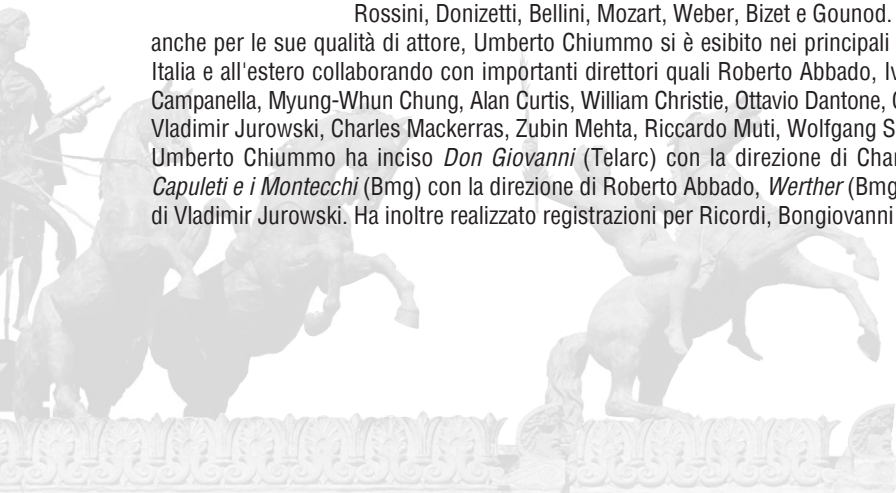 Rossini, Donizetti, Bellini, Mozart, Weber, Bizet e Gounod.
anche per le sue qualità di attore, Umberto Chiummo si è esibito nei principali
Italia e all'estero collaborando con importanti direttori quali Roberto Abbado,
Campanella, Myung-Whun Chung, Alan Curtis, William Christie, Ottavio Dantone,
Vladimir Jurowski, Charles Mackerras, Zubin Mehta, Riccardo Muti, Wolfgang
Umberto Chiummo ha inciso Don Giovanni (Telarc) con la direzione di
Capuleti e i Montecchi (Bmg) con la direzione di Roberto Abbado, Werther (Bmg
di Vladimir Jurowski. Ha inoltre realizzato registrazioni per Ricordi, Bongiovanni